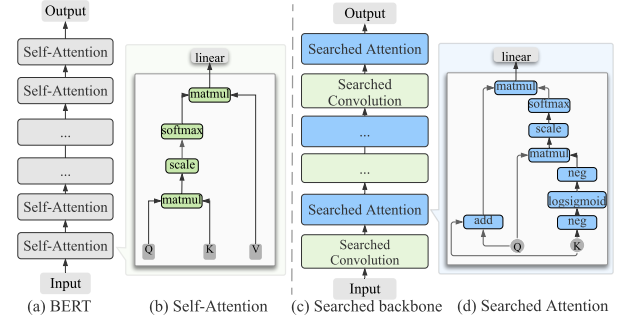 Output
Self-Attention
Self-Attention
...
...
Self-Attention
Self-Attention
Input
(a) BERT
linear
matmul
softmax
scale
matmul
Q
K
V
(b) Self-Attention
Output
Searched Attention
Searched
Convolution
...
...
Searched Attention
Searched
Convolution
Input
(c) Searched backbone
linear
matmul
softmax
scale
matmul
neg
logsigmoid
add
neg
Q
K
(d) Searched Attention